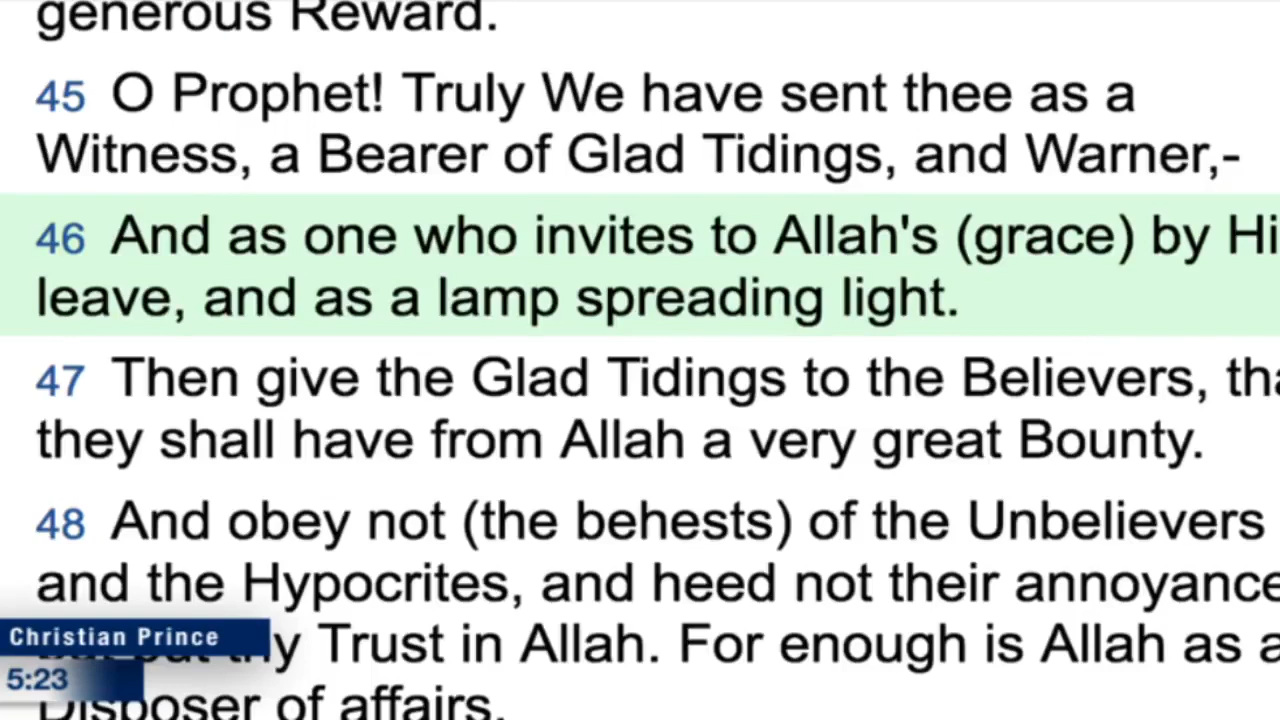 generous Reward.
45 O Prophet! Truly We have sent thee as a
Witness, a Bearer of Glad Tidings, and Warner,-
46 And as one who invites to Allah's (grace) by Hi
leave, and as a lamp spreading light.
47 Then give the Glad Tidings to the Believers, tha
they shall have from Allah a very great Bounty.
48 And obey not (the behests) of the Unbelievers
and the Hypocrites, and heed not their annoyance
but put thy Trust in Allah. For enough is Allah as a
Disposer of affairs.
Christian Prince
5:23